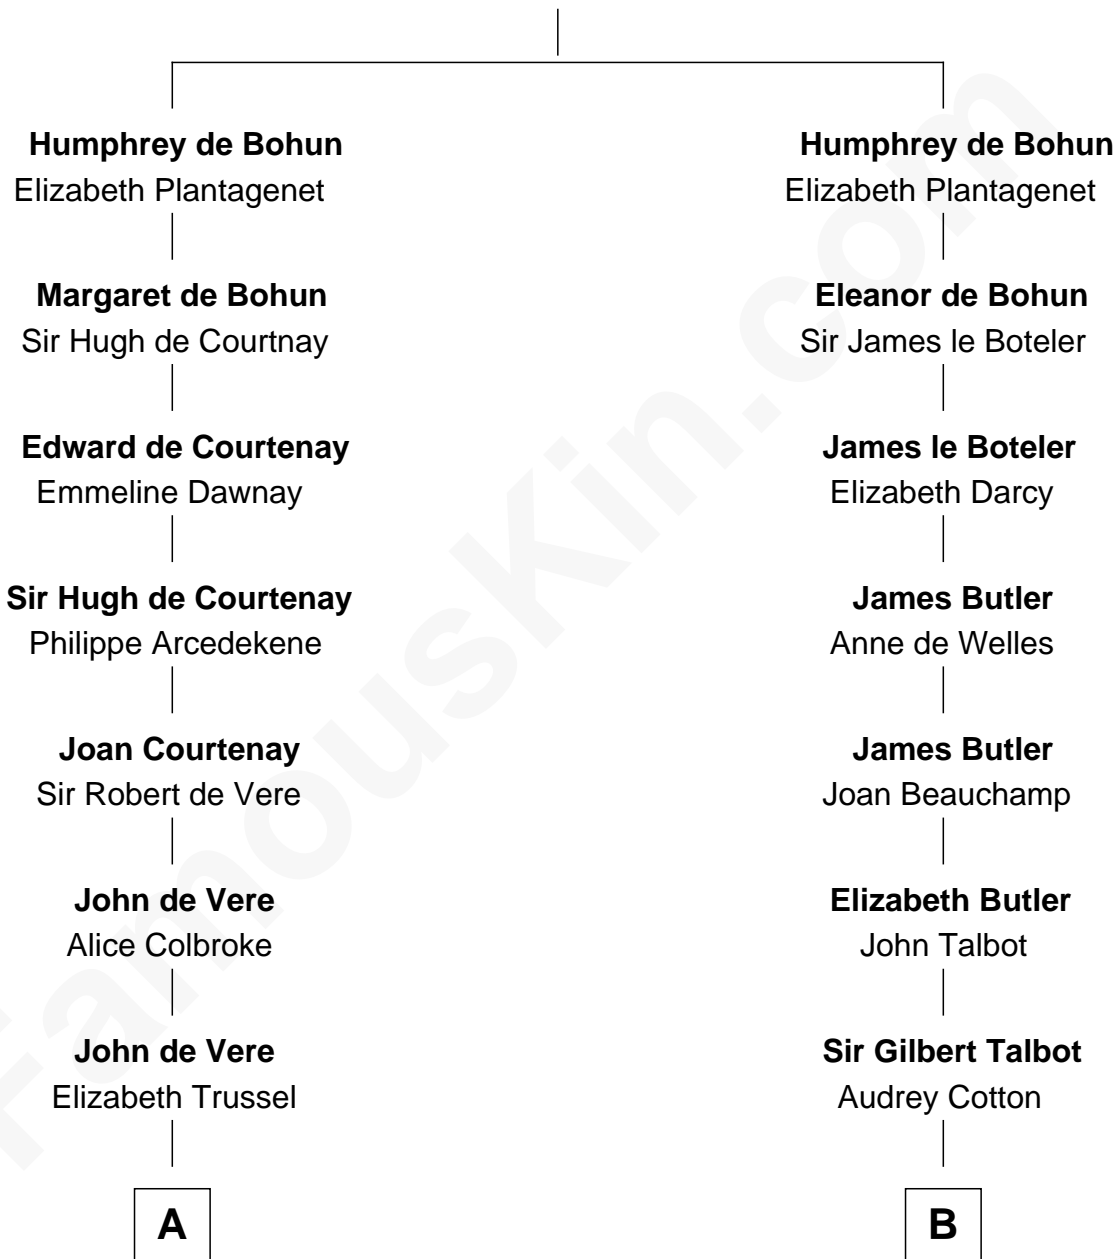 Humphrey de Bohun
Elizabeth Plantagenet
Margaret de Bohun
Sir Hugh de Courtnay
Edward de Courtenay
Emmeline Dawnay
Sir Hugh de Courtenay
Philippe Arcedekene
Joan Courtenay
Sir Robert de Vere
John de Vere
Alice Colbroke
John de Vere
Elizabeth Trussel
A
Humphrey de Bohun
Elizabeth Plantagenet
Eleanor de Bohun
Sir James le Boteler
James le Boteler
Elizabeth Darcy
James Butler
Anne de Welles
James Butler
Joan Beauchamp
Elizabeth Butler
John Talbot
Sir Gilbert Talbot
Audrey Cotton
B
FamousKin.com